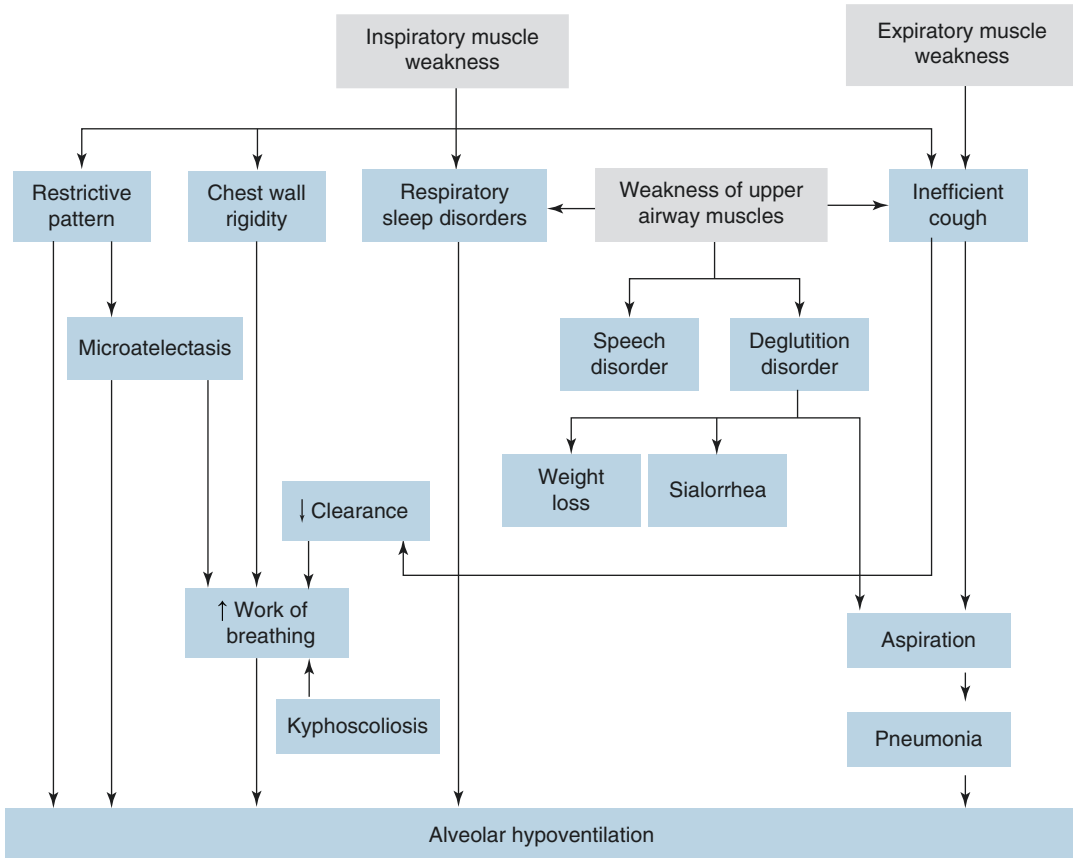 Inspiratory muscle
weakness
Expiratory muscle
weakness
Restrictive
pattern
Chest wall
rigidity
Respiratory
sleep disorders
Weakness of upper
airway muscles
Inefficient
cough
Microatelectasis
Speech
disorder
Deglutition
disorder
Weight
loss
Sialorrhea
↓ Clearance
↑ Work of
breathing
Aspiration
Kyphoscoliosis
Pneumonia
Alveolar hypoventilation